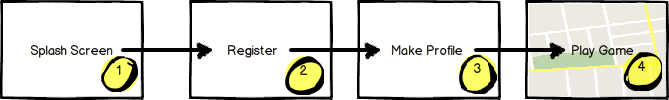 Splash Screen
1
Register
2
Make Profile
3
Play Game
4